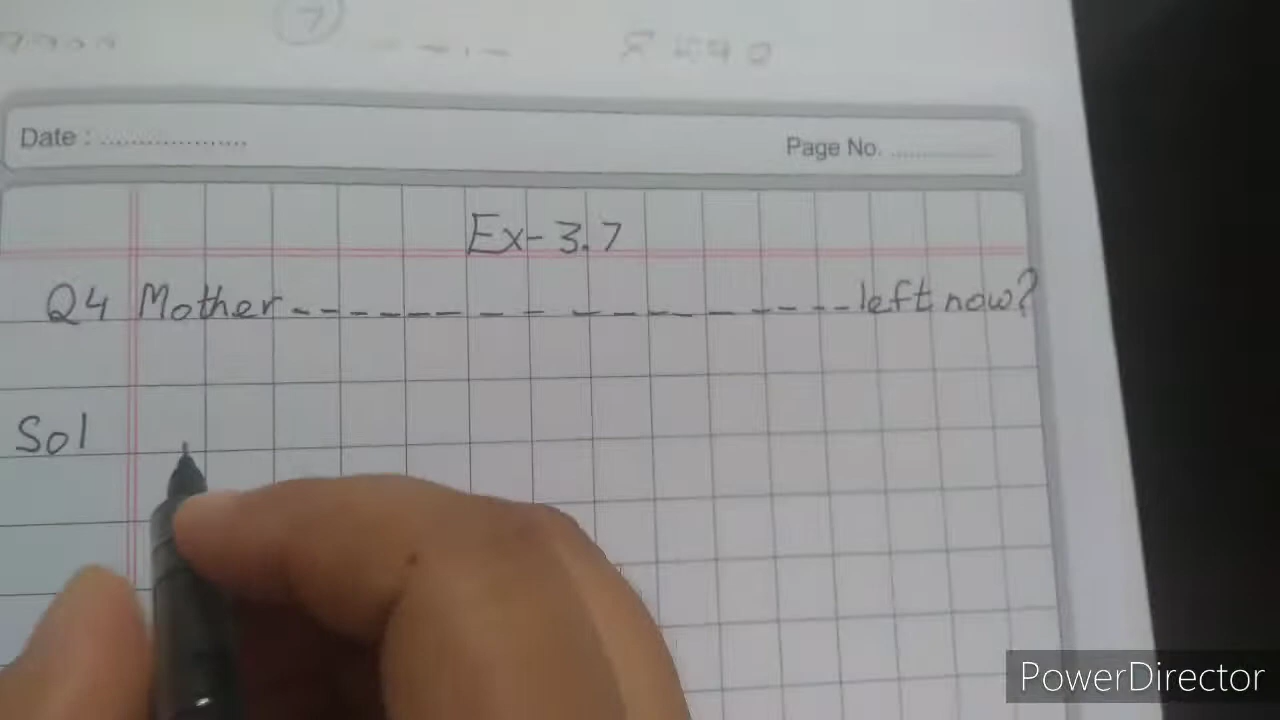 Date : ...................
Page No. ..................
Ex-3.7
Q4 Mother------------------left now?
Sol
PowerDirector